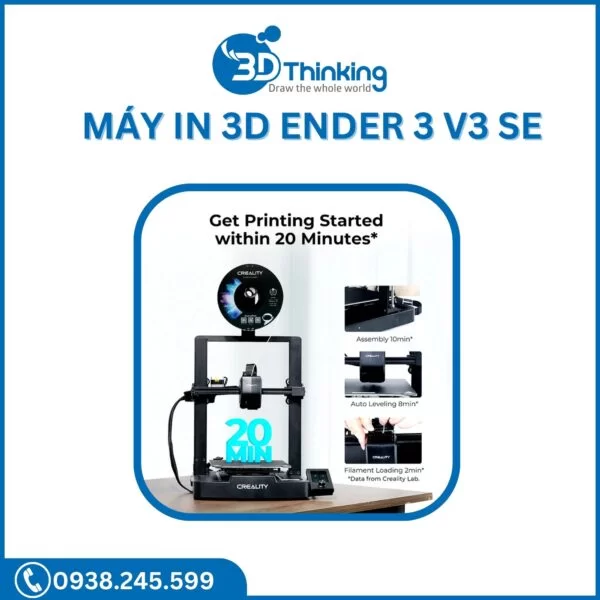 3D Thinking
Draw the whole world
MÁY IN 3D ENDER 3 V3 SE
Get Printing Started
within 20 Minutes*
CREALITY
Assembly 10min*
CREALITY
Auto Leveling 8min*
20
MIN
Filament Loading 2min*
*Data from Creality Lab.
CREALITY
0938.245.599